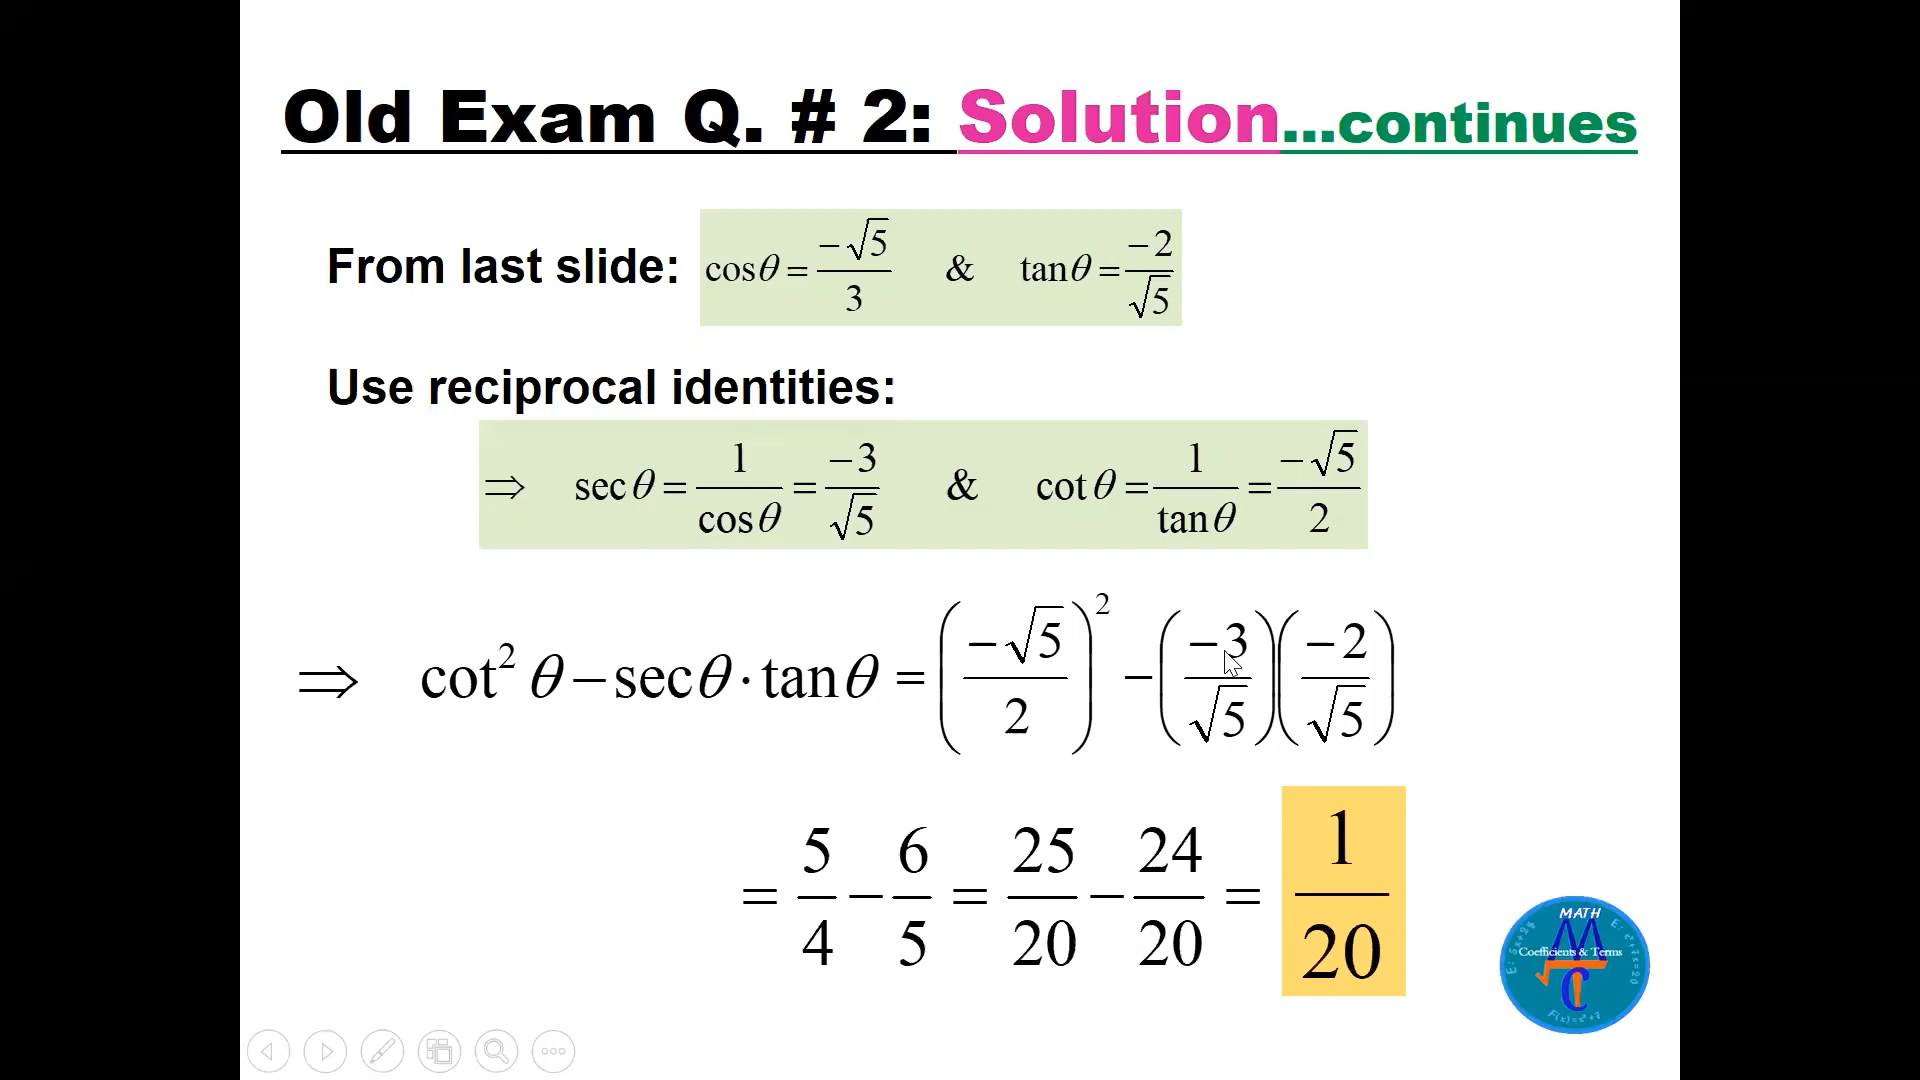 Old Exam Q. # 2: Solution...continues
From last slide: cosθ = −√5/3 & tanθ = −2/√5
Use reciprocal identities:
⇒ secθ = 1/cosθ = −3/√5 & cotθ = 1/tanθ = −√5/2
⇒ cot² θ − secθ · tanθ = (−√5/2)² − (−3/√5)(−2/√5)
= 5/4 − 6/5 = 25/20 − 24/20 = 1/20
MATH
Coefficients & Terms